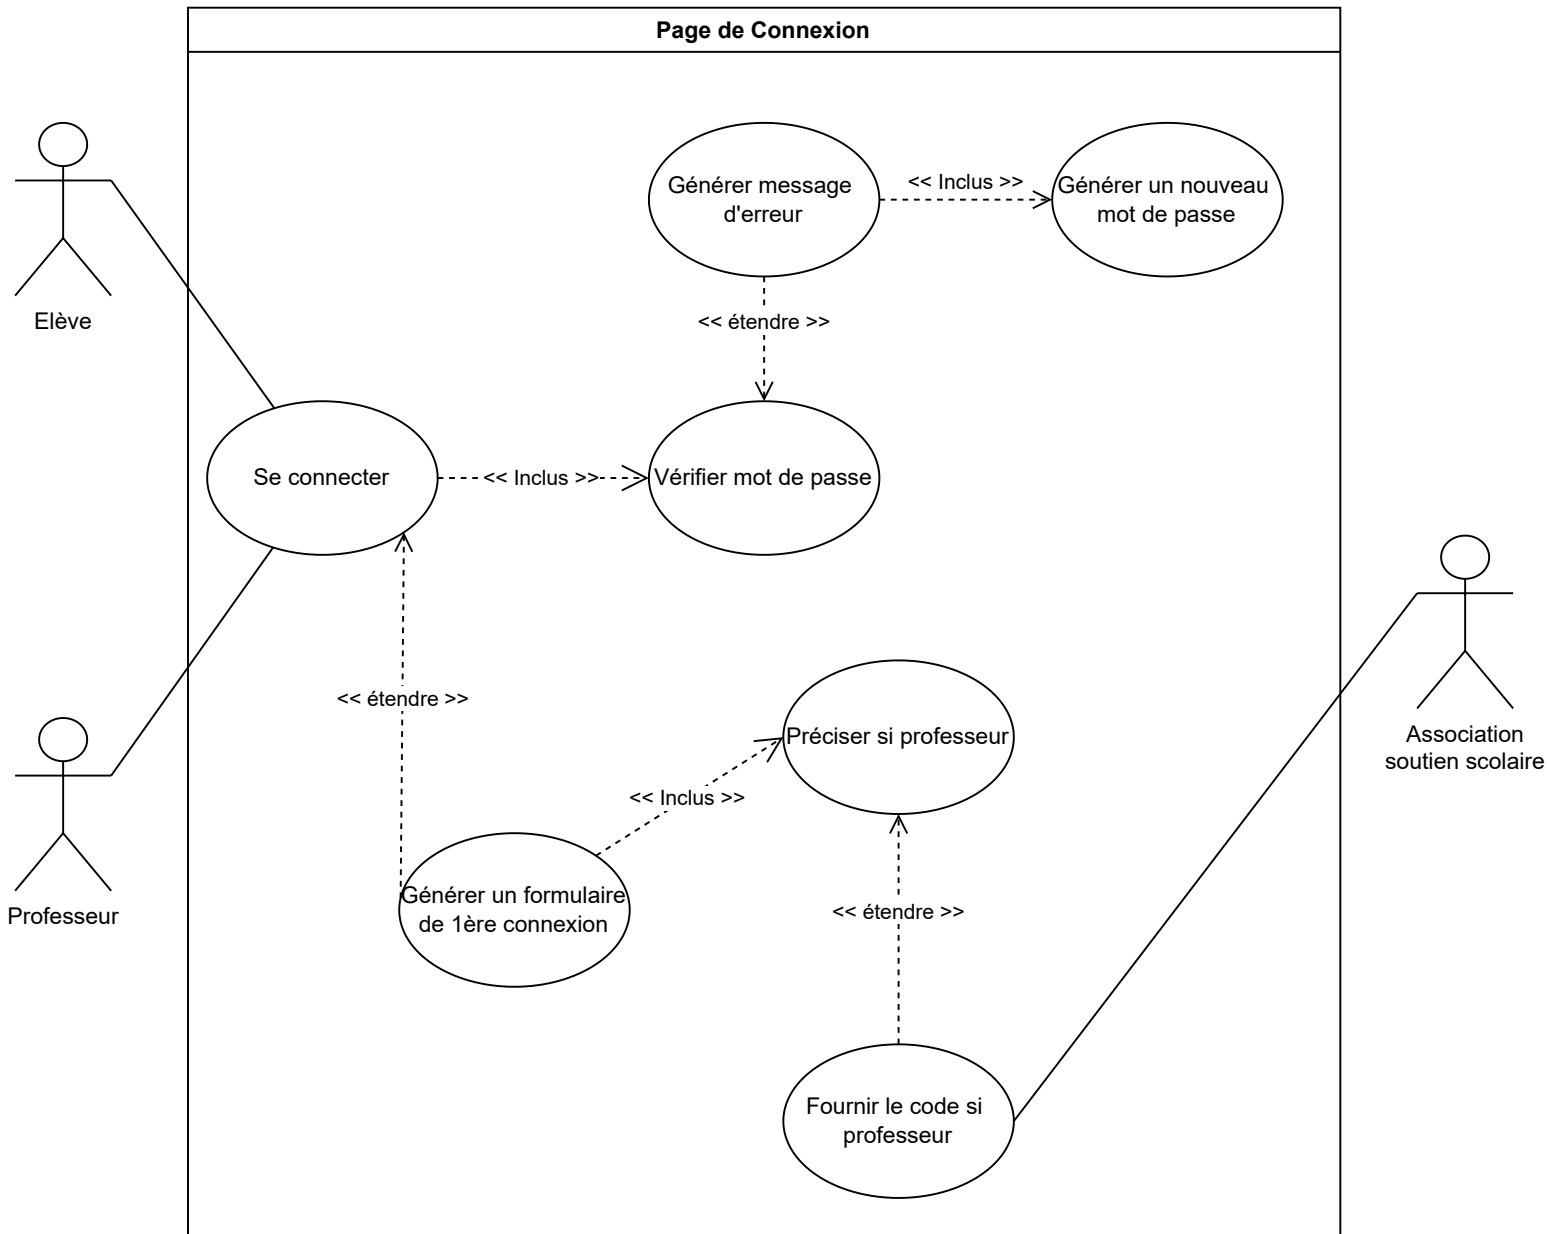 Page de Connexion
Générer message
d'erreur
<< Inclus >>
Générer un nouveau
mot de passe
Elève
<< étendre >>
Se connecter
<< Inclus >>
Vérifier mot de passe
<< étendre >>
Préciser si professeur
Association
soutien scolaire
<< Inclus >>
Générer un formulaire
de 1ère connexion
Professeur
<< étendre >>
Fournir le code si
professeur